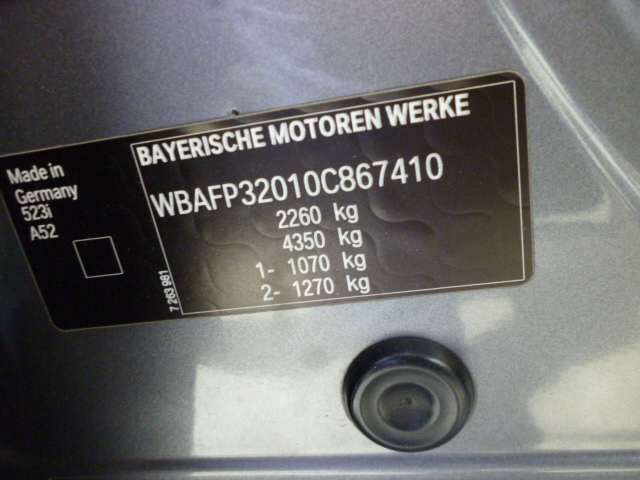 BAYERISCHE MOTOREN WERKE
Made in
Germany
523i
A52
WBAFP32010C867410
2260 kg
4350 kg
1- 1070 kg
2- 1270 kg
7 263 981